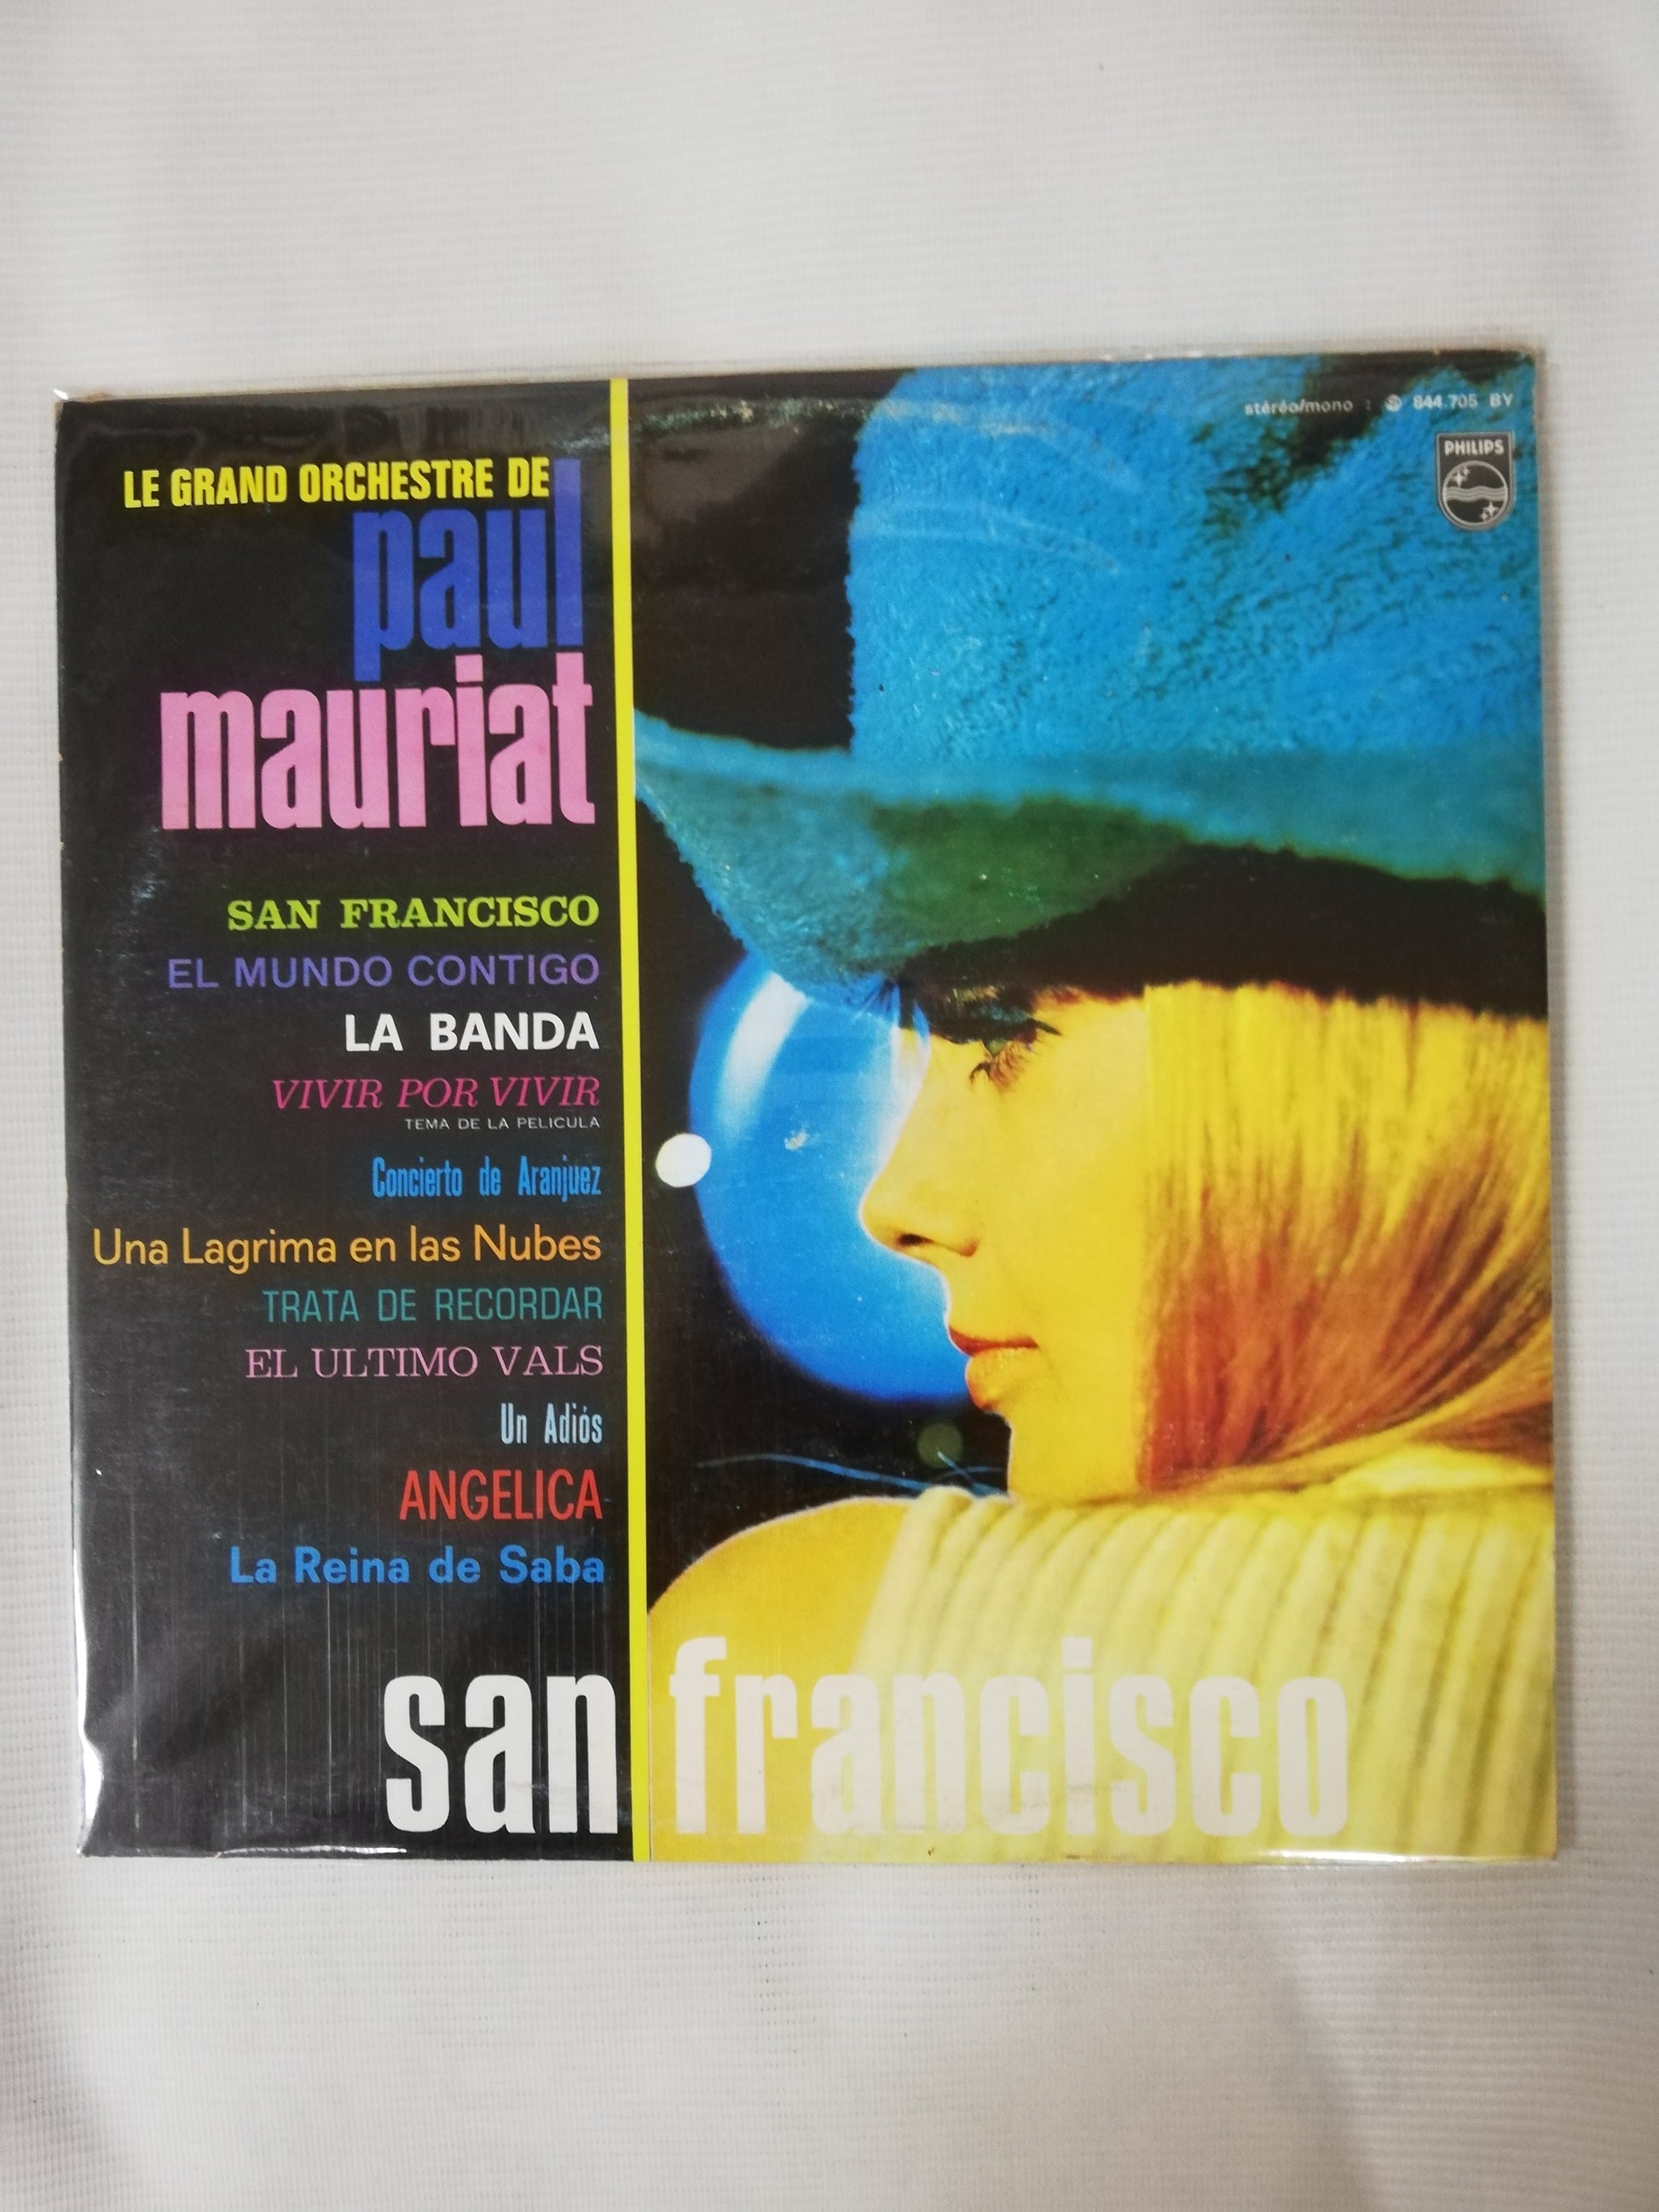 stéréo/mono : S 844.705 BY
PHILIPS
LE GRAND ORCHESTRE DE
paul
mauriat
SAN FRANCISCO
EL MUNDO CONTIGO
LA BANDA
VIVIR POR VIVIR
TEMA DE LA PELICULA
Concierto de Aranjuez
Una Lagrima en las Nubes
TRATA DE RECORDAR
EL ULTIMO VALS
Un Adiós
ANGELICA
La Reina de Saba
san francisco